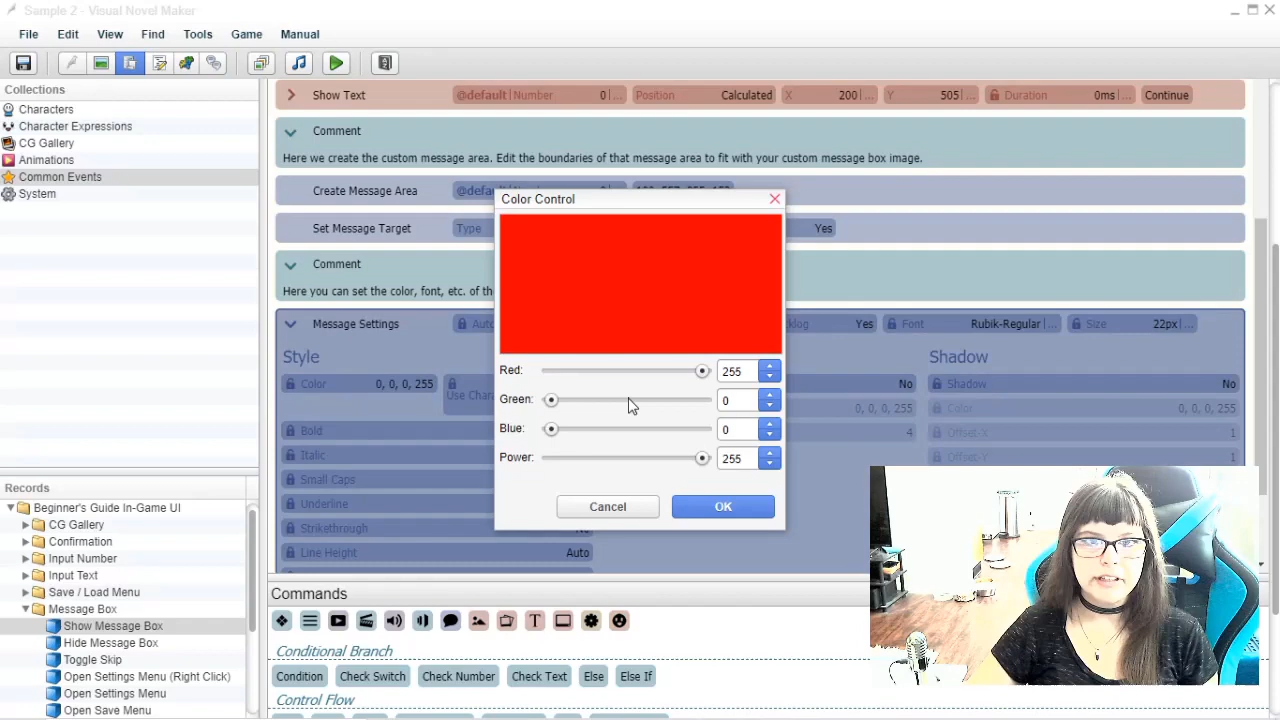 Sample 2 - Visual Novel Maker
File Edit View Find Tools Game Manual
Collections
Characters
Character Expressions
CG Gallery
Animations
Common Events
System
Records
Beginner's Guide In-Game UI
CG Gallery
Confirmation
Input Number
Input Text
Save / Load Menu
Message Box
Show Message Box
Hide Message Box
Toggle Skip
Open Settings Menu (Right Click)
Open Settings Menu
Open Save Menu
Show Text @default | Number 0 | ... Position Calculated X 200 | ... Y 505 | ... Duration 0ms | ... Continue
Comment
Here we create the custom message area. Edit the boundaries of that message area to fit with your custom message box image.
Create Message Area @default
Set Message Target Type Yes
Comment
Here you can set the color, font, etc. of the
Message Settings Yes Font Rubik-Regular | ... Size 22px | ...
Style Shadow
Color 0, 0, 0, 255 No Shadow No
Use Char 0, 0, 0, 255 Color 0, 0, 0, 255
Bold 4 Offset-X 1
Italic Offset-Y 1
Small Caps
Underline
Strikethrough
Line Height Auto
Color Control
Red: 255
Green: 0
Blue: 0
Power: 255
Cancel OK
Commands
Conditional Branch
Condition Check Switch Check Number Check Text Else Else If
Control Flow